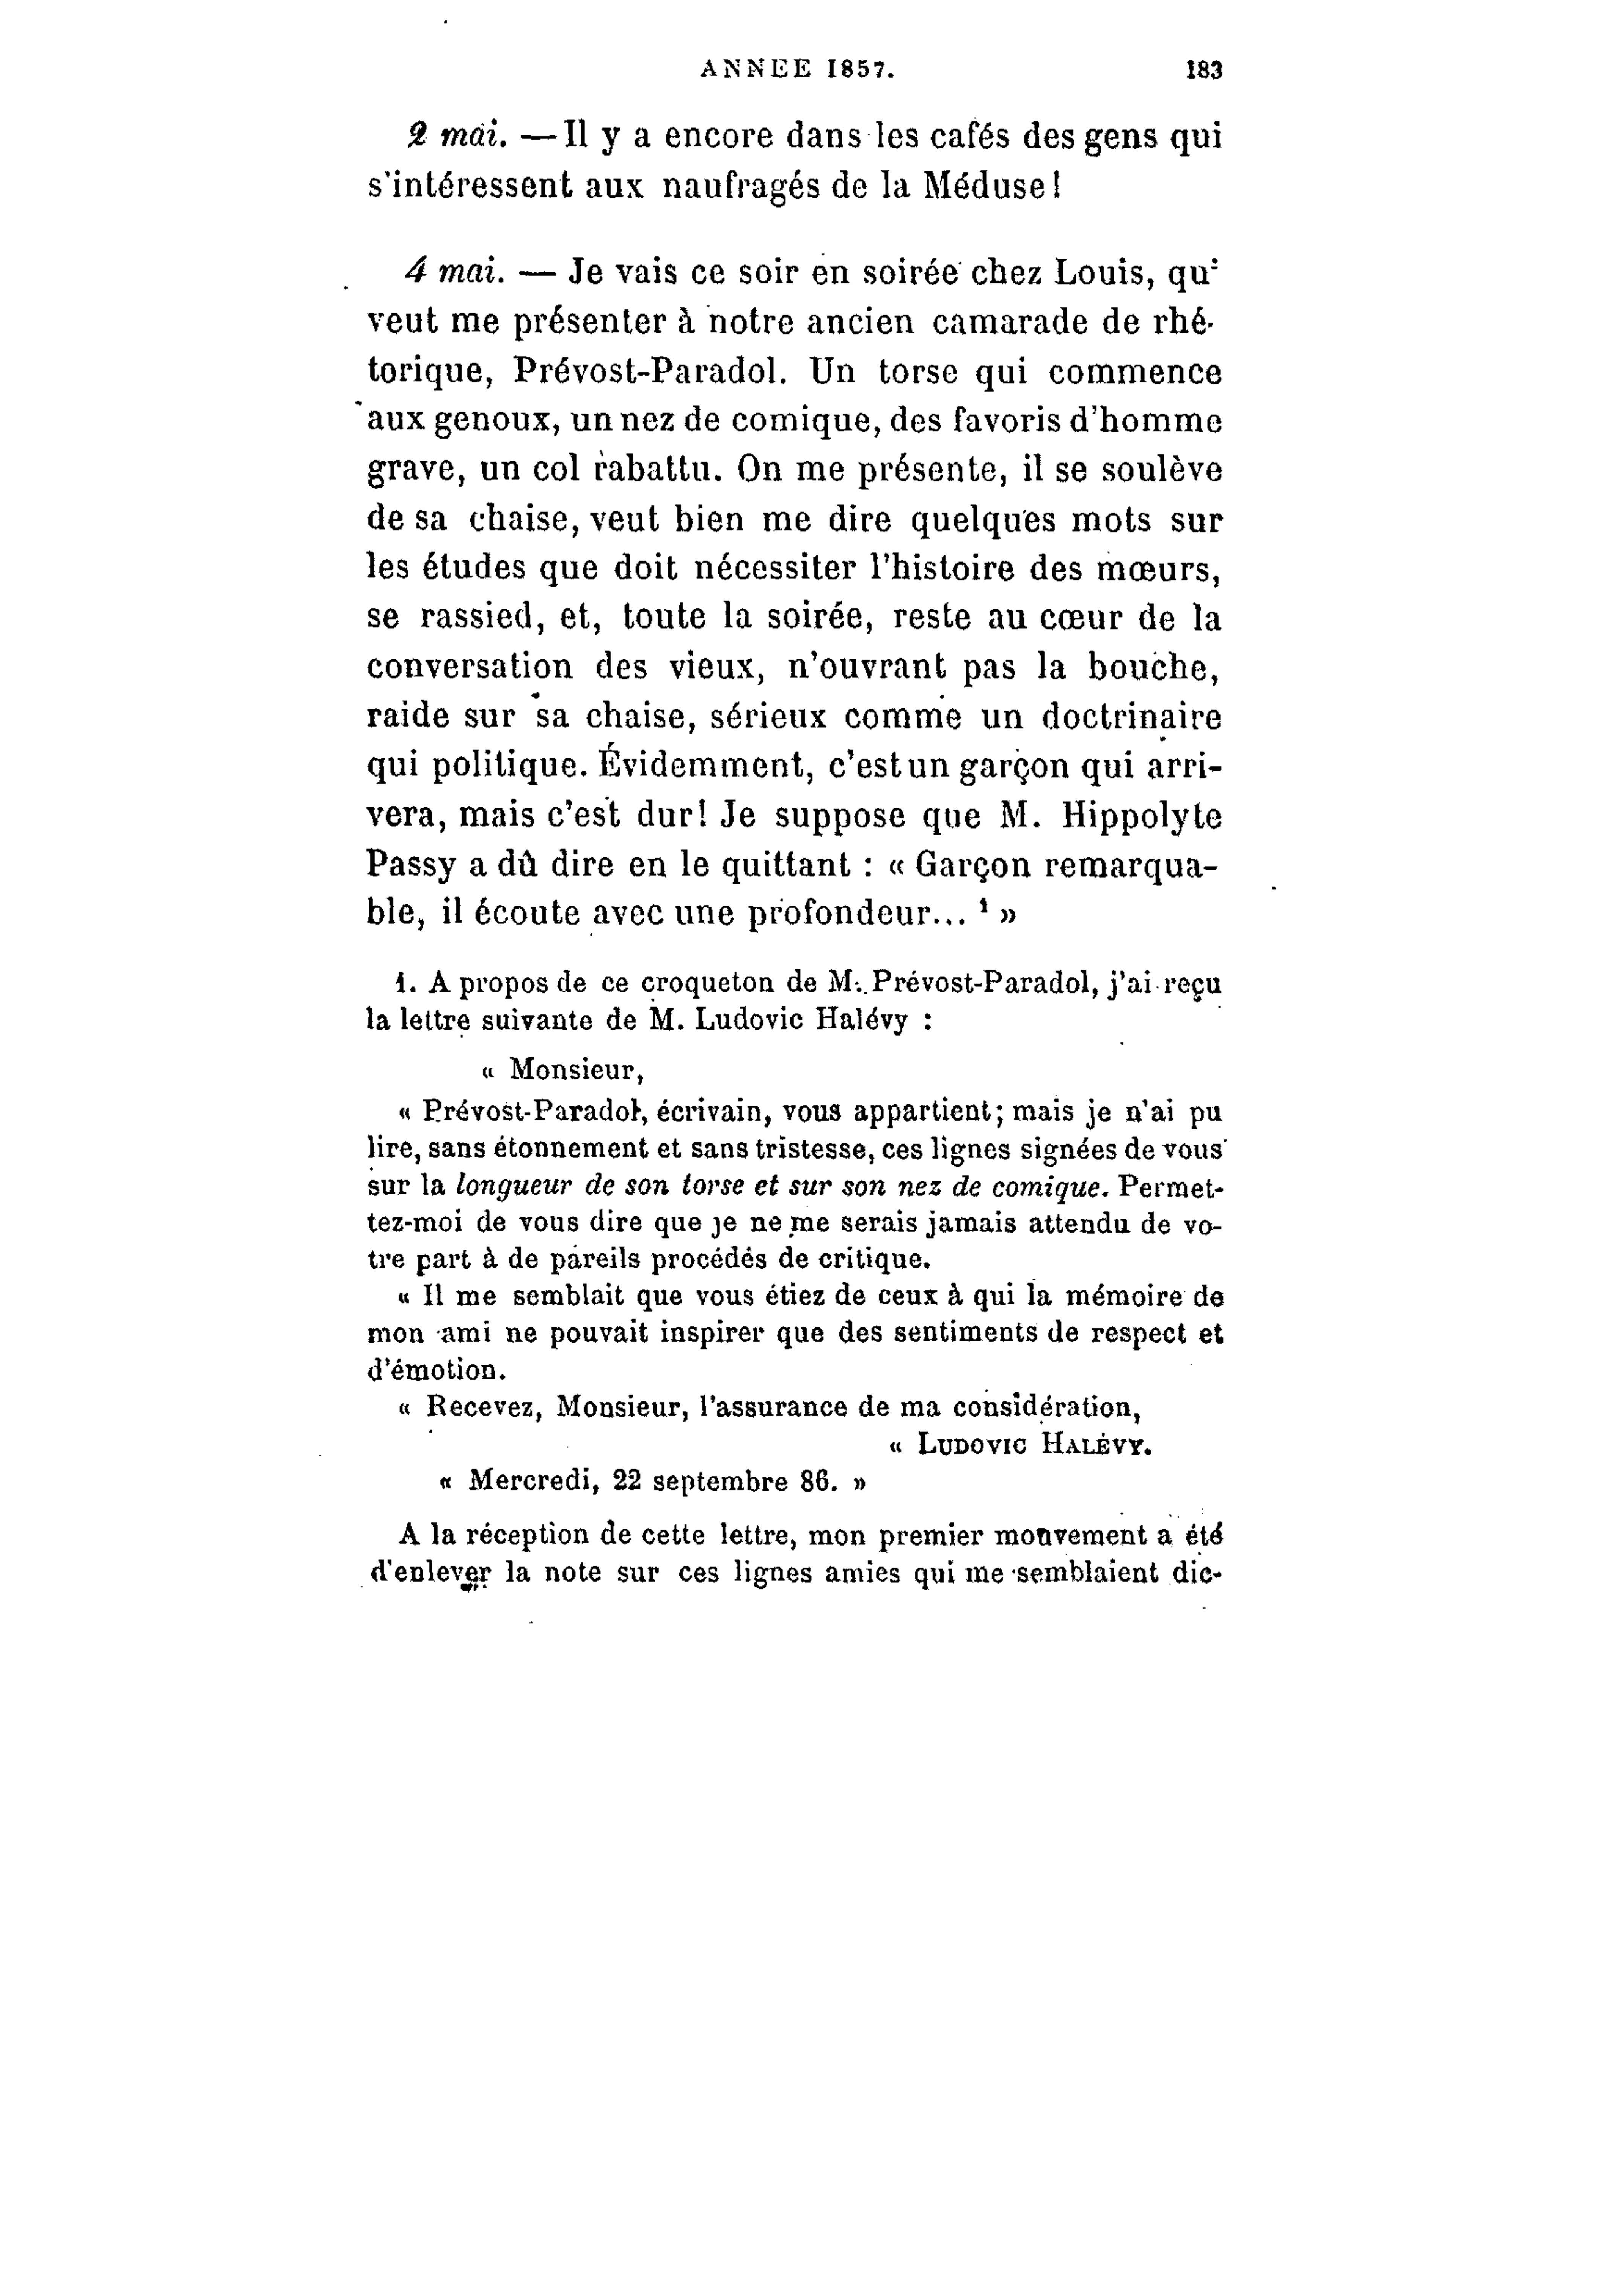 ANNEE 1857. 183
2 mai. — Il y a encore dans les cafés des gens qui
s'intéressent aux naufragés de la Méduse!
4 mai. — Je vais ce soir en soirée chez Louis, qui
veut me présenter à notre ancien camarade de rhé-
torique, Prévost-Paradol. Un torse qui commence
aux genoux, un nez de comique, des favoris d'homme
grave, un col rabattu. On me présente, il se soulève
de sa chaise, veut bien me dire quelques mots sur
les études que doit nécessiter l'histoire des mœurs,
se rassied, et, toute la soirée, reste au cœur de la
conversation des vieux, n'ouvrant pas la bouche,
raide sur sa chaise, sérieux comme un doctrinaire
qui politique. Évidemment, c'est un garçon qui arri-
vera, mais c'est dur! Je suppose que M. Hippolyte
Passy a dû dire en le quittant : « Garçon remarqua-
ble, il écoute avec une profondeur... ¹ »
1. A propos de ce croqueton de M. Prévost-Paradol, j'ai reçu
la lettre suivante de M. Ludovic Halévy :
« Monsieur,
« Prévost-Paradol, écrivain, vous appartient; mais je n'ai pu
lire, sans étonnement et sans tristesse, ces lignes signées de vous
sur la longueur de son torse et sur son nez de comique. Permet-
tez-moi de vous dire que je ne me serais jamais attendu de vo-
tre part à de pareils procédés de critique.
« Il me semblait que vous étiez de ceux à qui la mémoire de
mon ami ne pouvait inspirer que des sentiments de respect et
d'émotion.
« Recevez, Monsieur, l'assurance de ma considération,
« LUDOVIC HALÉVY.
« Mercredi, 22 septembre 86. »
A la réception de cette lettre, mon premier mouvement a été
d'enlever la note sur ces lignes amies qui me semblaient dic-